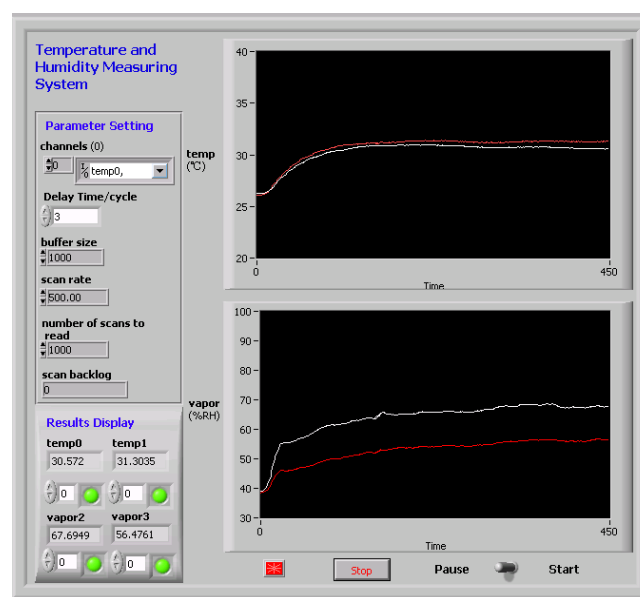 Temperature and
Humidity Measuring
System
Parameter Setting
channels (0)
0
temp0,
Delay Time/cycle
3
buffer size
1000
scan rate
500.00
number of scans to
read
1000
scan backlog
0
Results Display
temp0 temp1
30.572 31.3035
0 0
vapor2 vapor3
67.6949 56.4761
0 0
temp
(℃)
40
35
30
25
20
0 450
Time
vapor
(%RH)
100
90
80
70
60
50
40
30
0 450
Time
Stop Pause Start